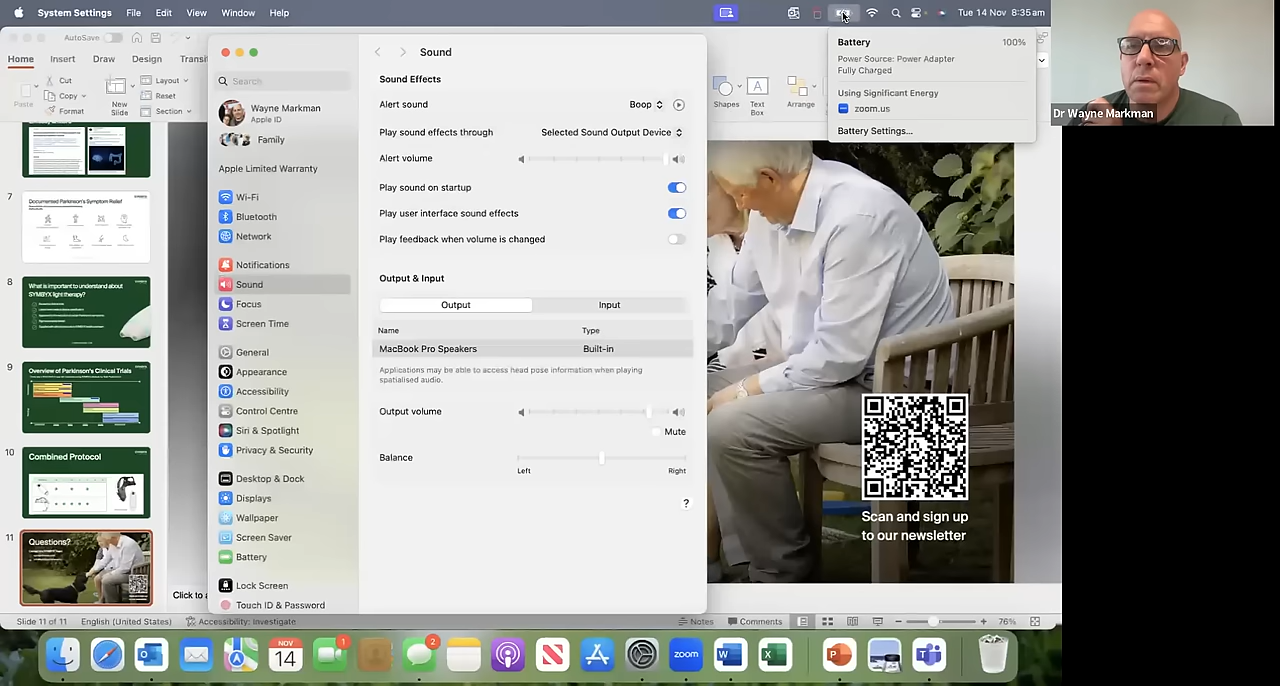 System Settings File Edit View Window Help
Tue 14 Nov 8:35 am
AutoSave
Home Insert Draw Design Transiti
Paste
Cut
Copy
Format
New Slide
Layout
Reset
Section
Shapes
Text Box
Arrange
7
Documented Parkinson's Symptom Relief
8
What is important to understand about SYMBYX light therapy?
9
Overview of Parkinson's Clinical Trials
10
Combined Protocol
11
Questions?
Search
Wayne Markman
Apple ID
Family
Apple Limited Warranty
Wi-Fi
Bluetooth
Network
Notifications
Sound
Focus
Screen Time
General
Appearance
Accessibility
Control Centre
Siri & Spotlight
Privacy & Security
Desktop & Dock
Displays
Wallpaper
Screen Saver
Battery
Lock Screen
Touch ID & Password
Sound
Sound Effects
Alert sound Boop
Play sound effects through Selected Sound Output Device
Alert volume
Play sound on startup
Play user interface sound effects
Play feedback when volume is changed
Output & Input
Output Input
Name Type
MacBook Pro Speakers Built-in
Applications may be able to access head pose information when playing
spatialised audio.
Output volume
Mute
Balance
Left Right
?
Battery 100%
Power Source: Power Adapter
Fully Charged
Using Significant Energy
zoom.us
Battery Settings...
Dr Wayne Markman
Scan and sign up
to our newsletter
Click to a
Slide 11 of 11 English (United States) Accessibility: Investigate Notes Comments 76%
NOV
14
1
2
zoom